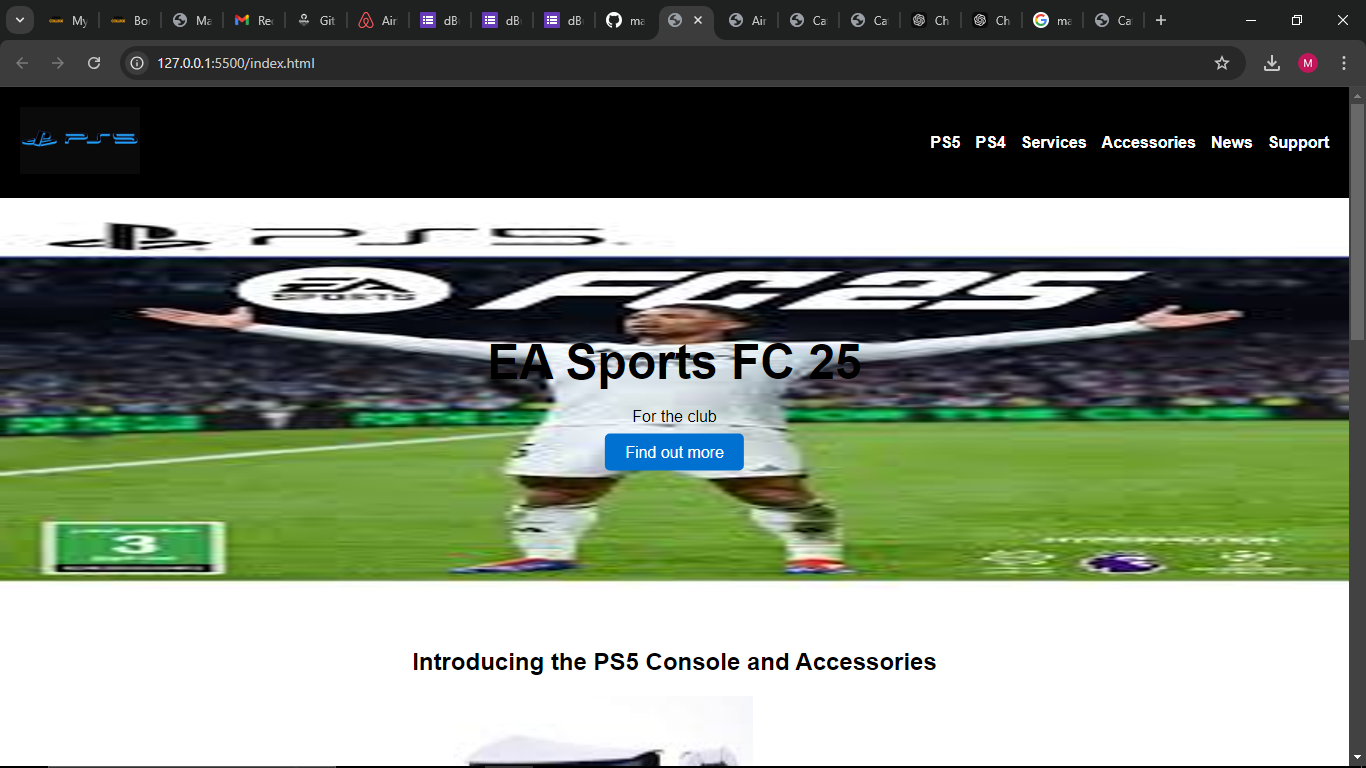 My
Bo
Ma
Rec
Git
Air
dB
dB
dB
ma
Air
Ca
Ca
Ch
Ch
ma
Ca
127.0.0.1:5500/index.html
M
PS5
PS5 PS4 Services Accessories News Support
PS5
EA SPORTS FC25
EA Sports FC 25
For the club
Find out more
3
HYPERMOTION
Introducing the PS5 Console and Accessories